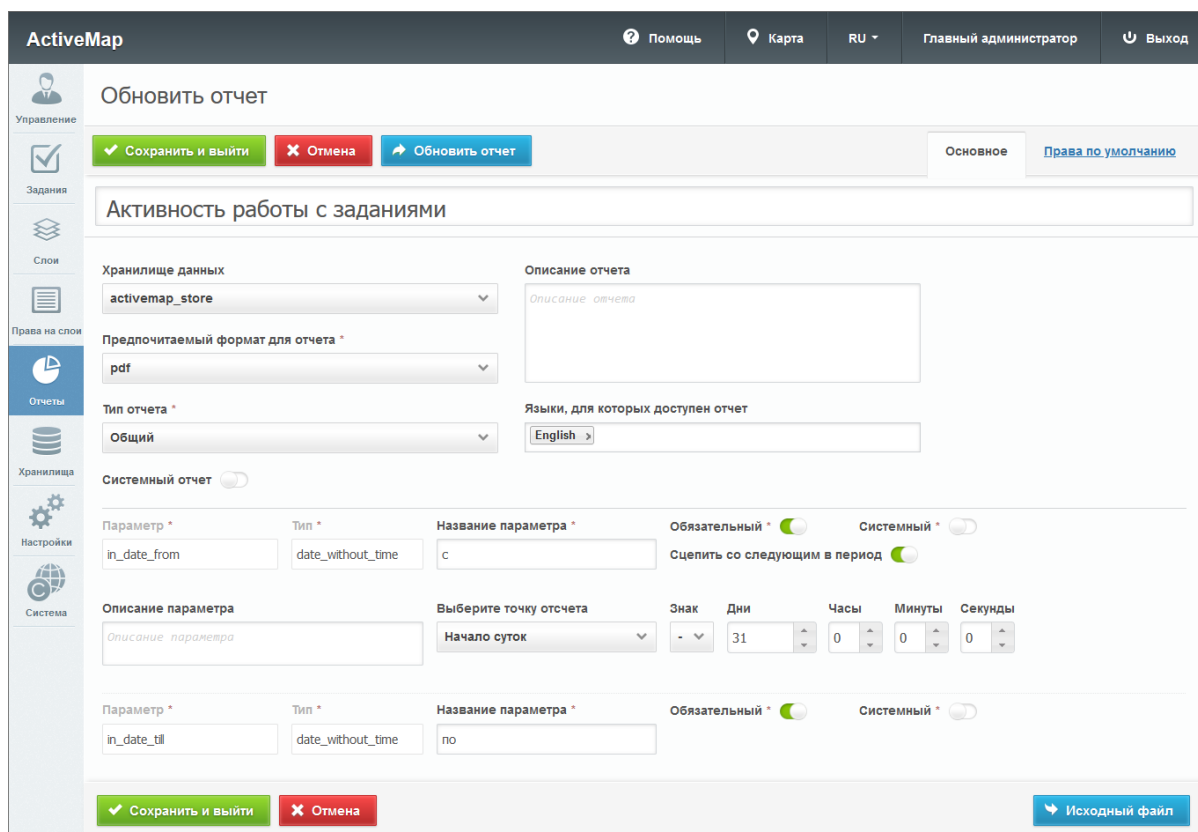 ActiveMap
Помощь
Карта
RU
Главный администратор
Выход
Управление
Задания
Слои
Права на слои
Отчеты
Хранилища
Настройки
Система
Обновить отчет
Сохранить и выйти
Отмена
Обновить отчет
Основное
Права по умолчанию
Активность работы с заданиями
Хранилище данных
activemap_store
Описание отчета
Описание отчета
Предпочитаемый формат для отчета *
pdf
Тип отчета *
Общий
Языки, для которых доступен отчет
English
Системный отчет
Параметр *
Тип *
Название параметра *
Обязательный *
Системный *
in_date_from
date_without_time
с
Сцепить со следующим в период
Описание параметра
Выберите точку отсчета
Знак
Дни
Часы
Минуты
Секунды
Описание параметра
Начало суток
-
31
0
0
0
Параметр *
Тип *
Название параметра *
Обязательный *
Системный *
in_date_till
date_without_time
по
Сохранить и выйти
Отмена
Исходный файл